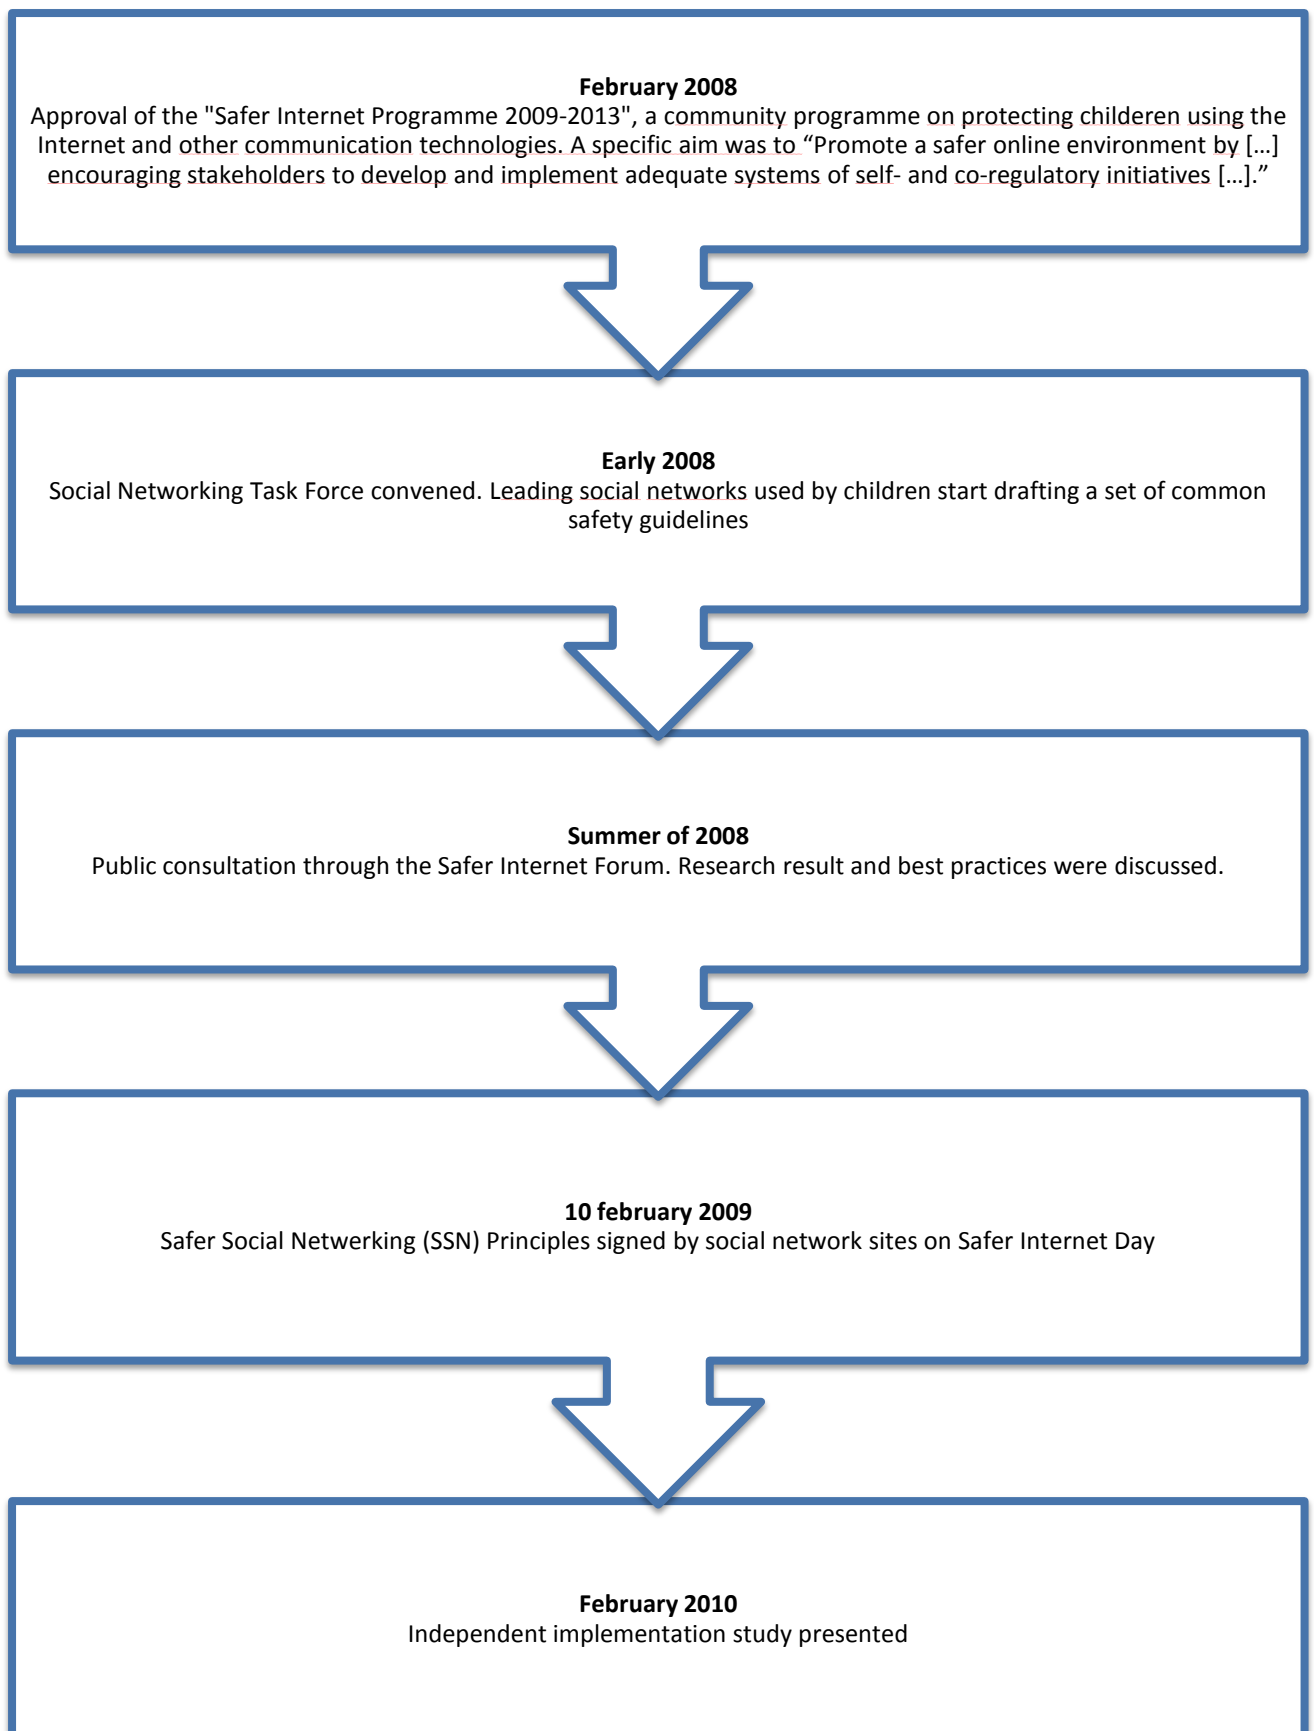 February 2008
Approval of the "Safer Internet Programme 2009-2013", a community programme on protecting childeren using the
Internet and other communication technologies. A specific aim was to “Promote a safer online environment by […]
encouraging stakeholders to develop and implement adequate systems of self- and co-regulatory initiatives […].”
Early 2008
Social Networking Task Force convened. Leading social networks used by children start drafting a set of common
safety guidelines
Summer of 2008
Public consultation through the Safer Internet Forum. Research result and best practices were discussed.
10 february 2009
Safer Social Netwerking (SSN) Principles signed by social network sites on Safer Internet Day
February 2010
Independent implementation study presented